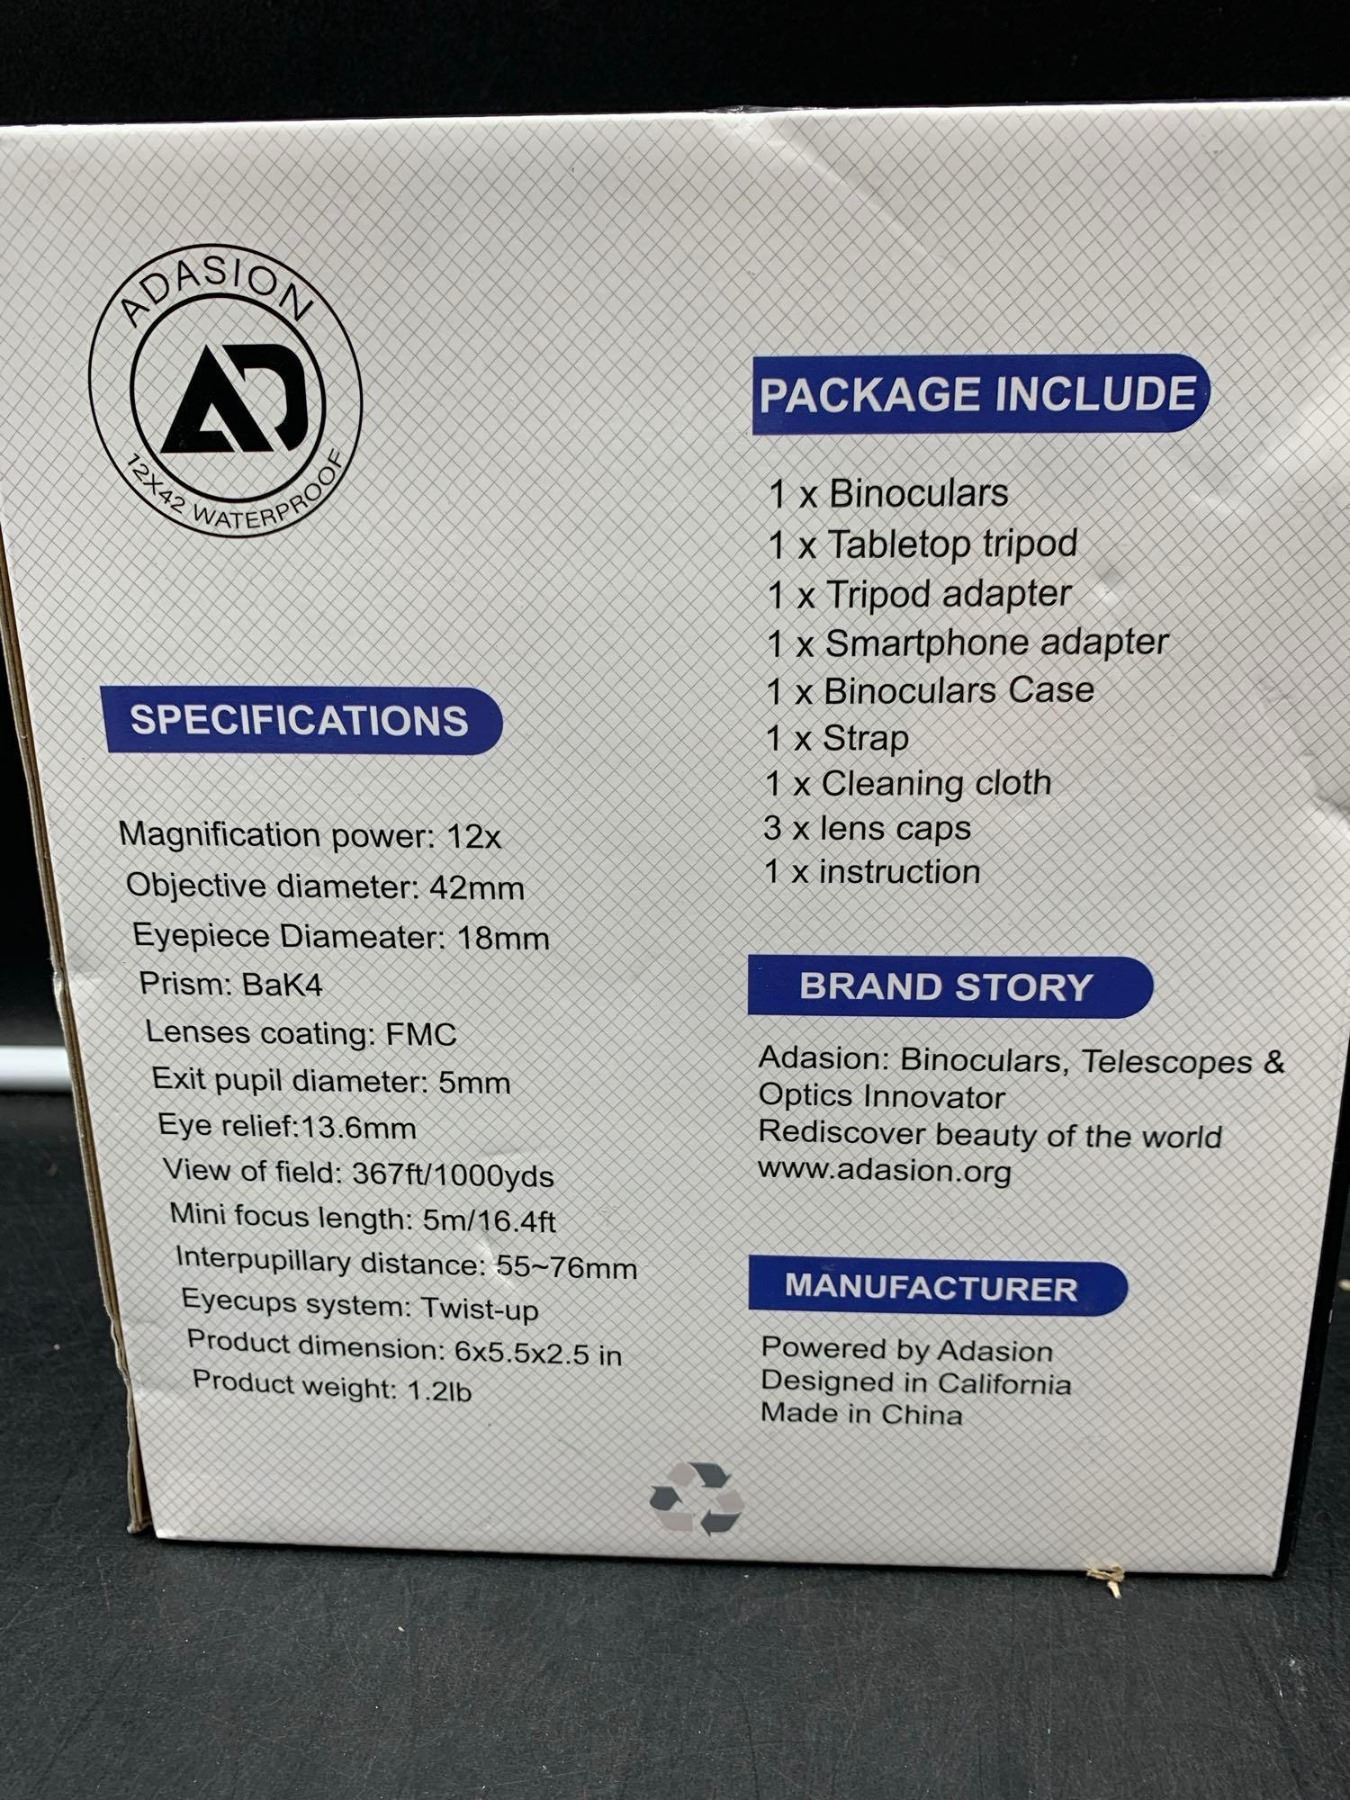 ADASION
AD
12X42 WATERPROOF
SPECIFICATIONS
Magnification power: 12x
Objective diameter: 42mm
Eyepiece Diameater: 18mm
Prism: BaK4
Lenses coating: FMC
Exit pupil diameter: 5mm
Eye relief:13.6mm
View of field: 367ft/1000yds
Mini focus length: 5m/16.4ft
Interpupillary distance: 55~76mm
Eyecups system: Twist-up
Product dimension: 6x5.5x2.5 in
Product weight: 1.2lb
PACKAGE INCLUDE
1 x Binoculars
1 x Tabletop tripod
1 x Tripod adapter
1 x Smartphone adapter
1 x Binoculars Case
1 x Strap
1 x Cleaning cloth
3 x lens caps
1 x instruction
BRAND STORY
Adasion: Binoculars, Telescopes &
Optics Innovator
Rediscover beauty of the world
www.adasion.org
MANUFACTURER
Powered by Adasion
Designed in California
Made in China